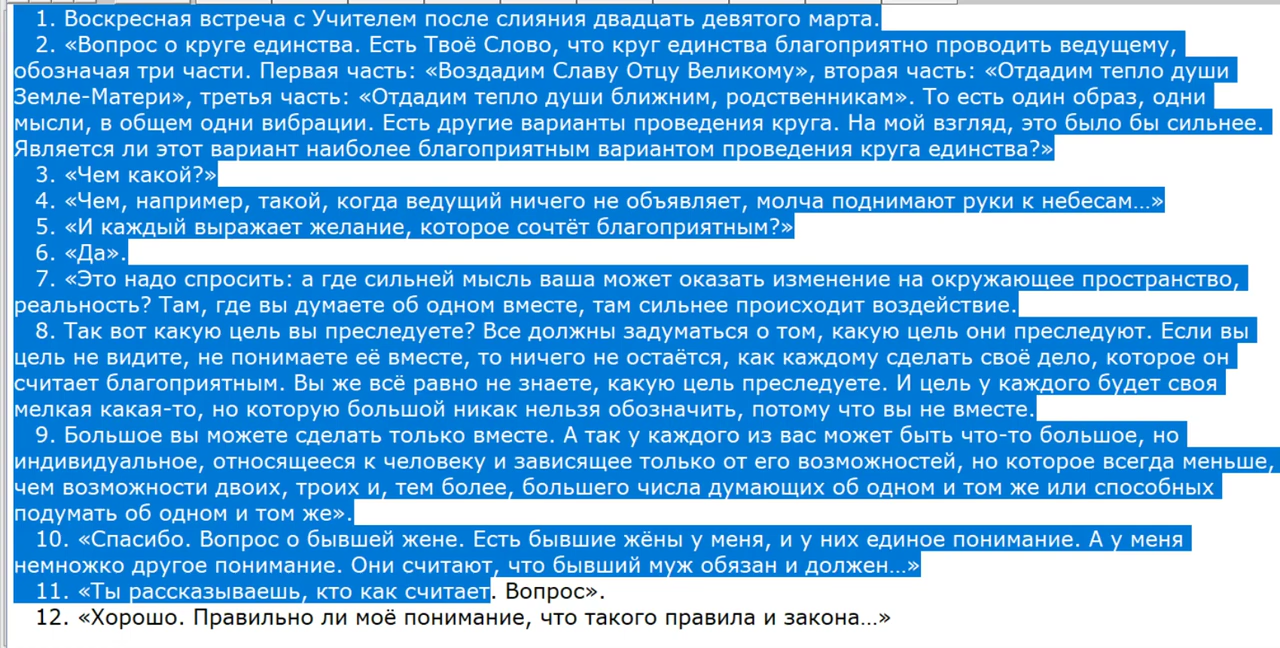 1. Воскресная встреча с Учителем после слияния двадцать девятого марта.
2. «Вопрос о круге единства. Есть Твоё Слово, что круг единства благоприятно проводить ведущему,
обозначая три части. Первая часть: «Воздадим Славу Отцу Великому», вторая часть: «Отдадим тепло души
Земле-Матери», третья часть: «Отдадим тепло души ближним, родственникам». То есть один образ, одни
мысли, в общем одни вибрации. Есть другие варианты проведения круга. На мой взгляд, это было бы сильнее.
Является ли этот вариант наиболее благоприятным вариантом проведения круга единства?»
3. «Чем какой?»
4. «Чем, например, такой, когда ведущий ничего не объявляет, молча поднимают руки к небесам…»
5. «И каждый выражает желание, которое сочтёт благоприятным?»
6. «Да».
7. «Это надо спросить: а где сильней мысль ваша может оказать изменение на окружающее пространство,
реальность? Там, где вы думаете об одном вместе, там сильнее происходит воздействие.
8. Так вот какую цель вы преследуете? Все должны задуматься о том, какую цель они преследуют. Если вы
цель не видите, не понимаете её вместе, то ничего не остаётся, как каждому сделать своё дело, которое он
считает благоприятным. Вы же всё равно не знаете, какую цель преследуете. И цель у каждого будет своя
мелкая какая-то, но которую большой никак нельзя обозначить, потому что вы не вместе.
9. Большое вы можете сделать только вместе. А так у каждого из вас может быть что-то большое, но
индивидуальное, относящееся к человеку и зависящее только от его возможностей, но которое всегда меньше,
чем возможности двоих, троих и, тем более, большего числа думающих об одном и том же или способных
подумать об одном и том же».
10. «Спасибо. Вопрос о бывшей жене. Есть бывшие жёны у меня, и у них единое понимание. А у меня
немножко другое понимание. Они считают, что бывший муж обязан и должен…»
11. «Ты рассказываешь, кто как считает. Вопрос».
12. «Хорошо. Правильно ли моё понимание, что такого правила и закона…»